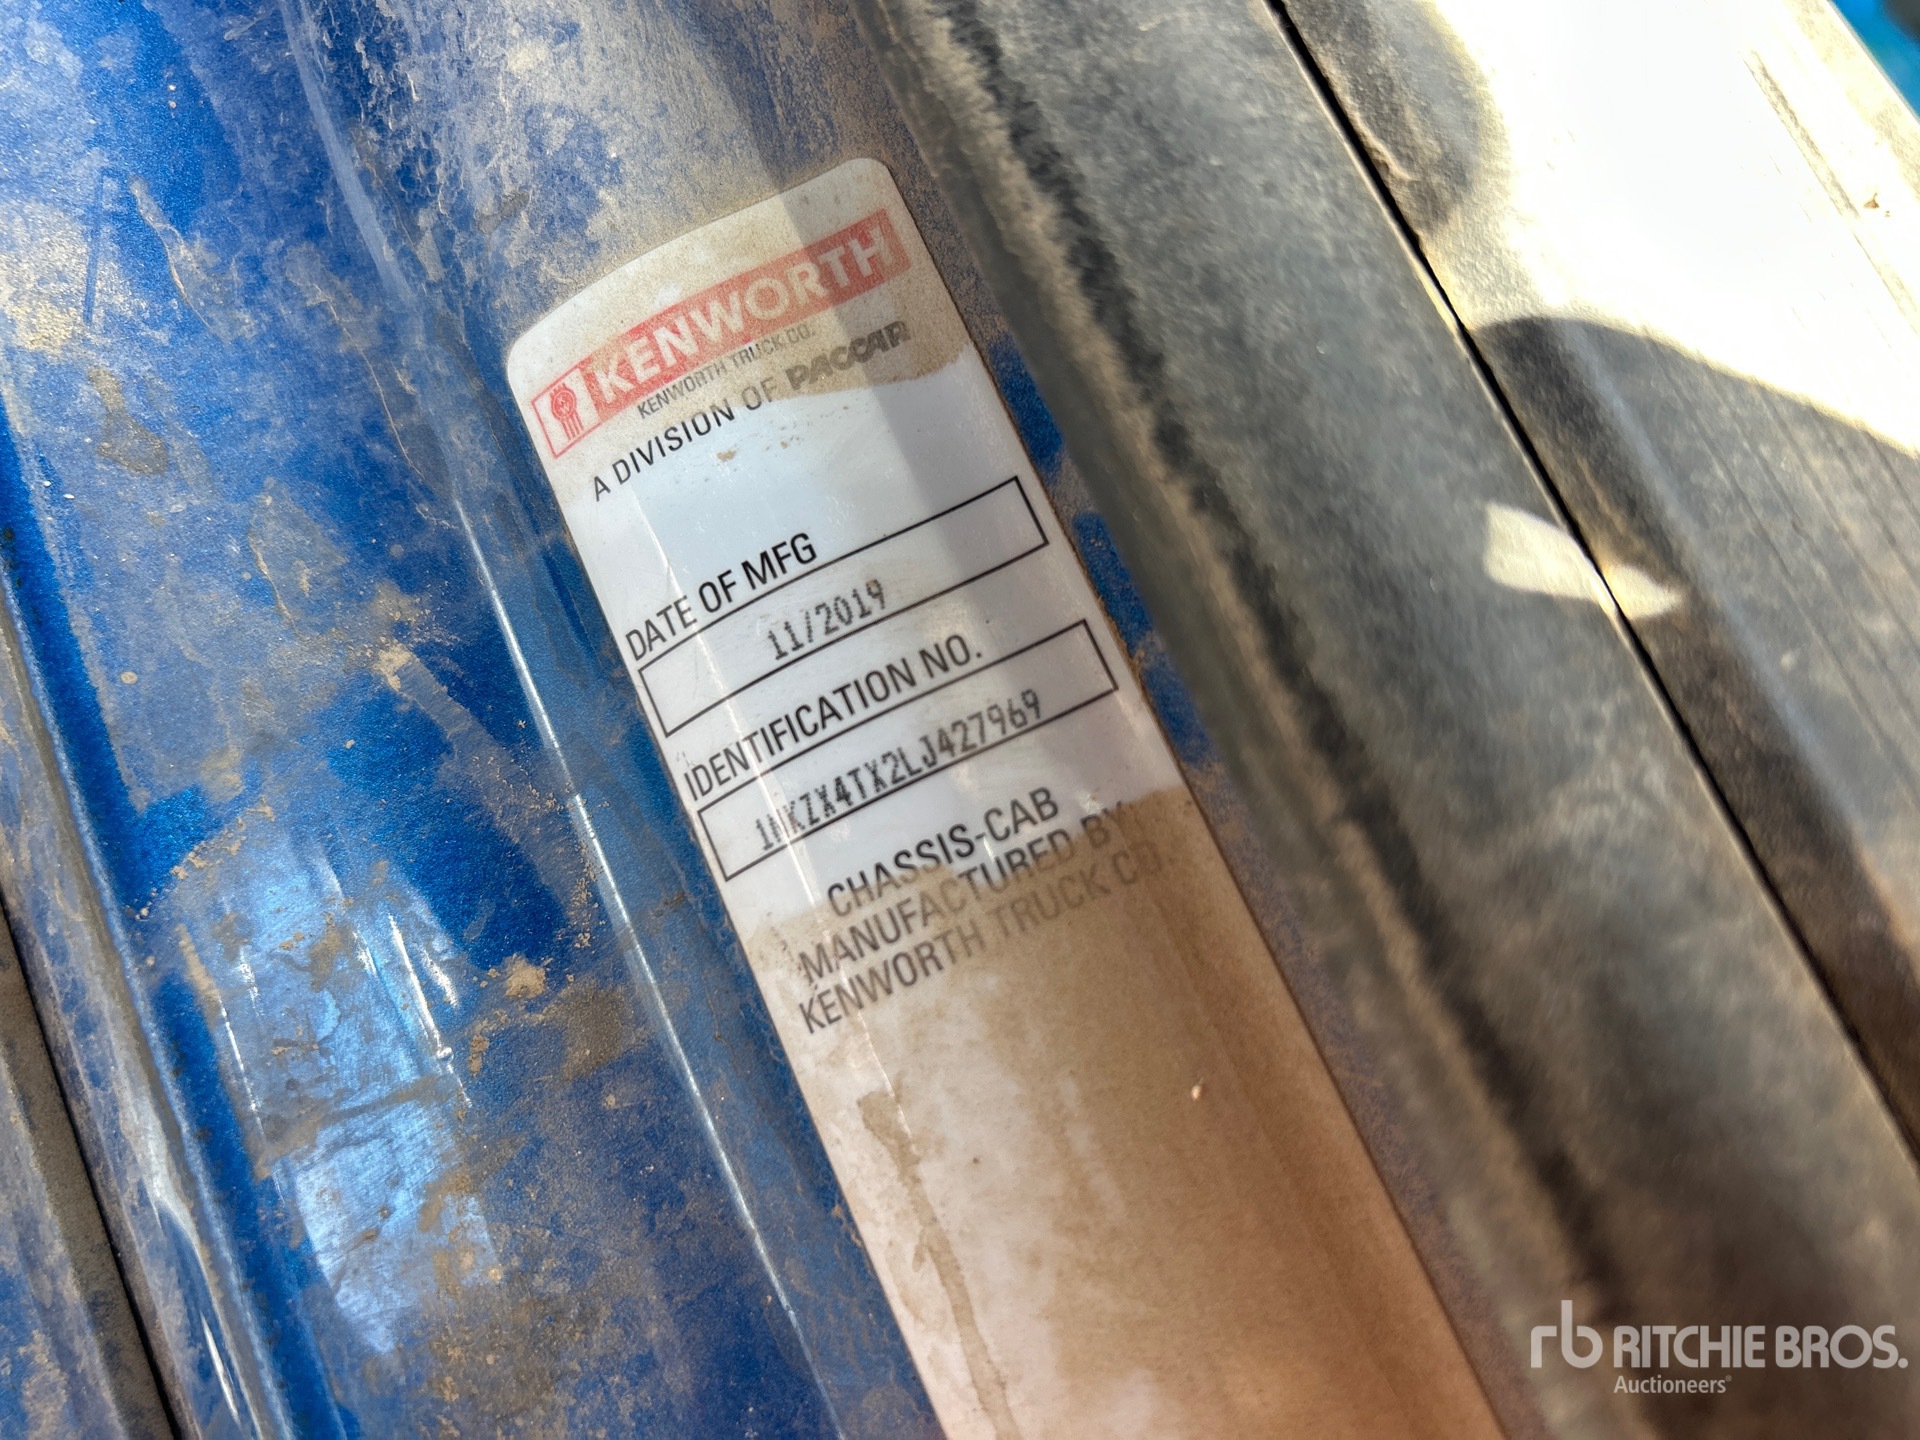 KENWORTH
KENWORTH TRUCK CO.
A DIVISION OF PACCAR
DATE OF MFG
11/2019
IDENTIFICATION NO.
1NKZX4TX2LJ427969
CHASSIS-CAB
MANUFACTURED BY
KENWORTH TRUCK CO.
rb RITCHIE BROS.
Auctioneers